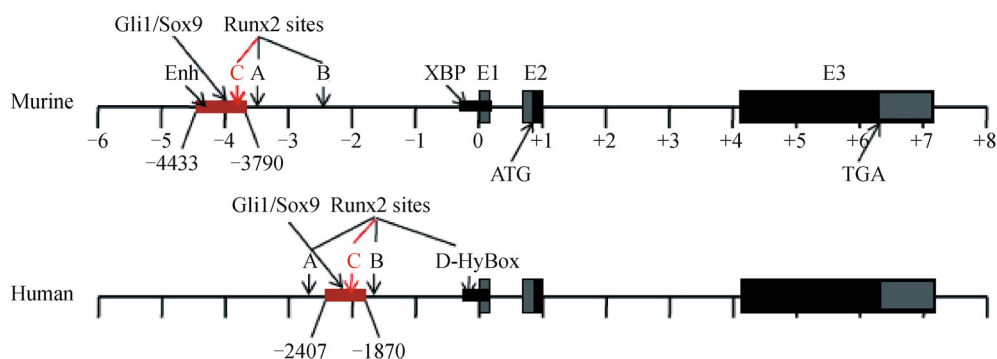 Gli1/Sox9 Runx2 sites
Enh C A B XBP E1 E2 E3
Murine
−6 −5 −4 −3 −2 −1 0 +1 +2 +3 +4 +5 +6 +7 +8
−4433 −3790 ATG TGA
Gli1/Sox9 Runx2 sites
A C B D-HyBox
Human
−2407 −1870